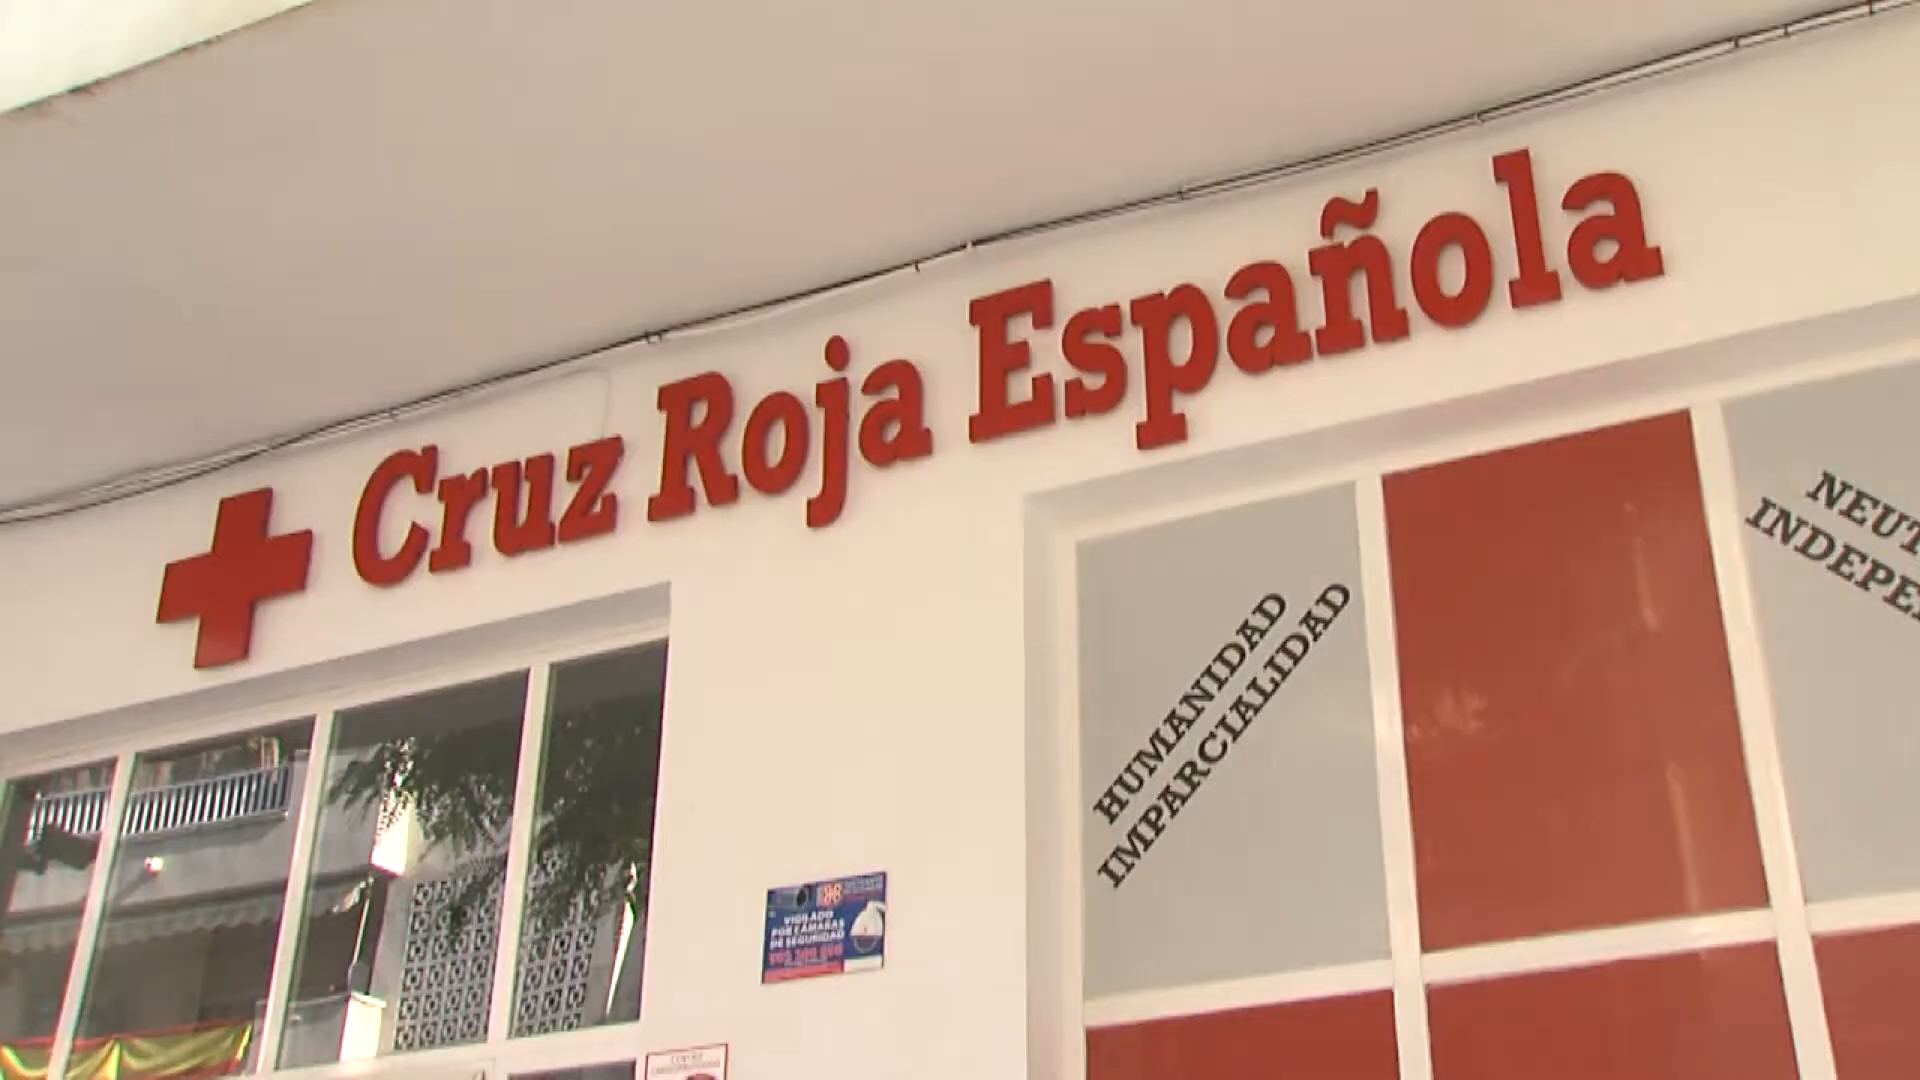 Cruz Roja Española
HUMANIDAD
IMPARCIALIDAD
NEUT
INDEPE
VIGILADO
POR CÁMARAS
DE SEGURIDAD